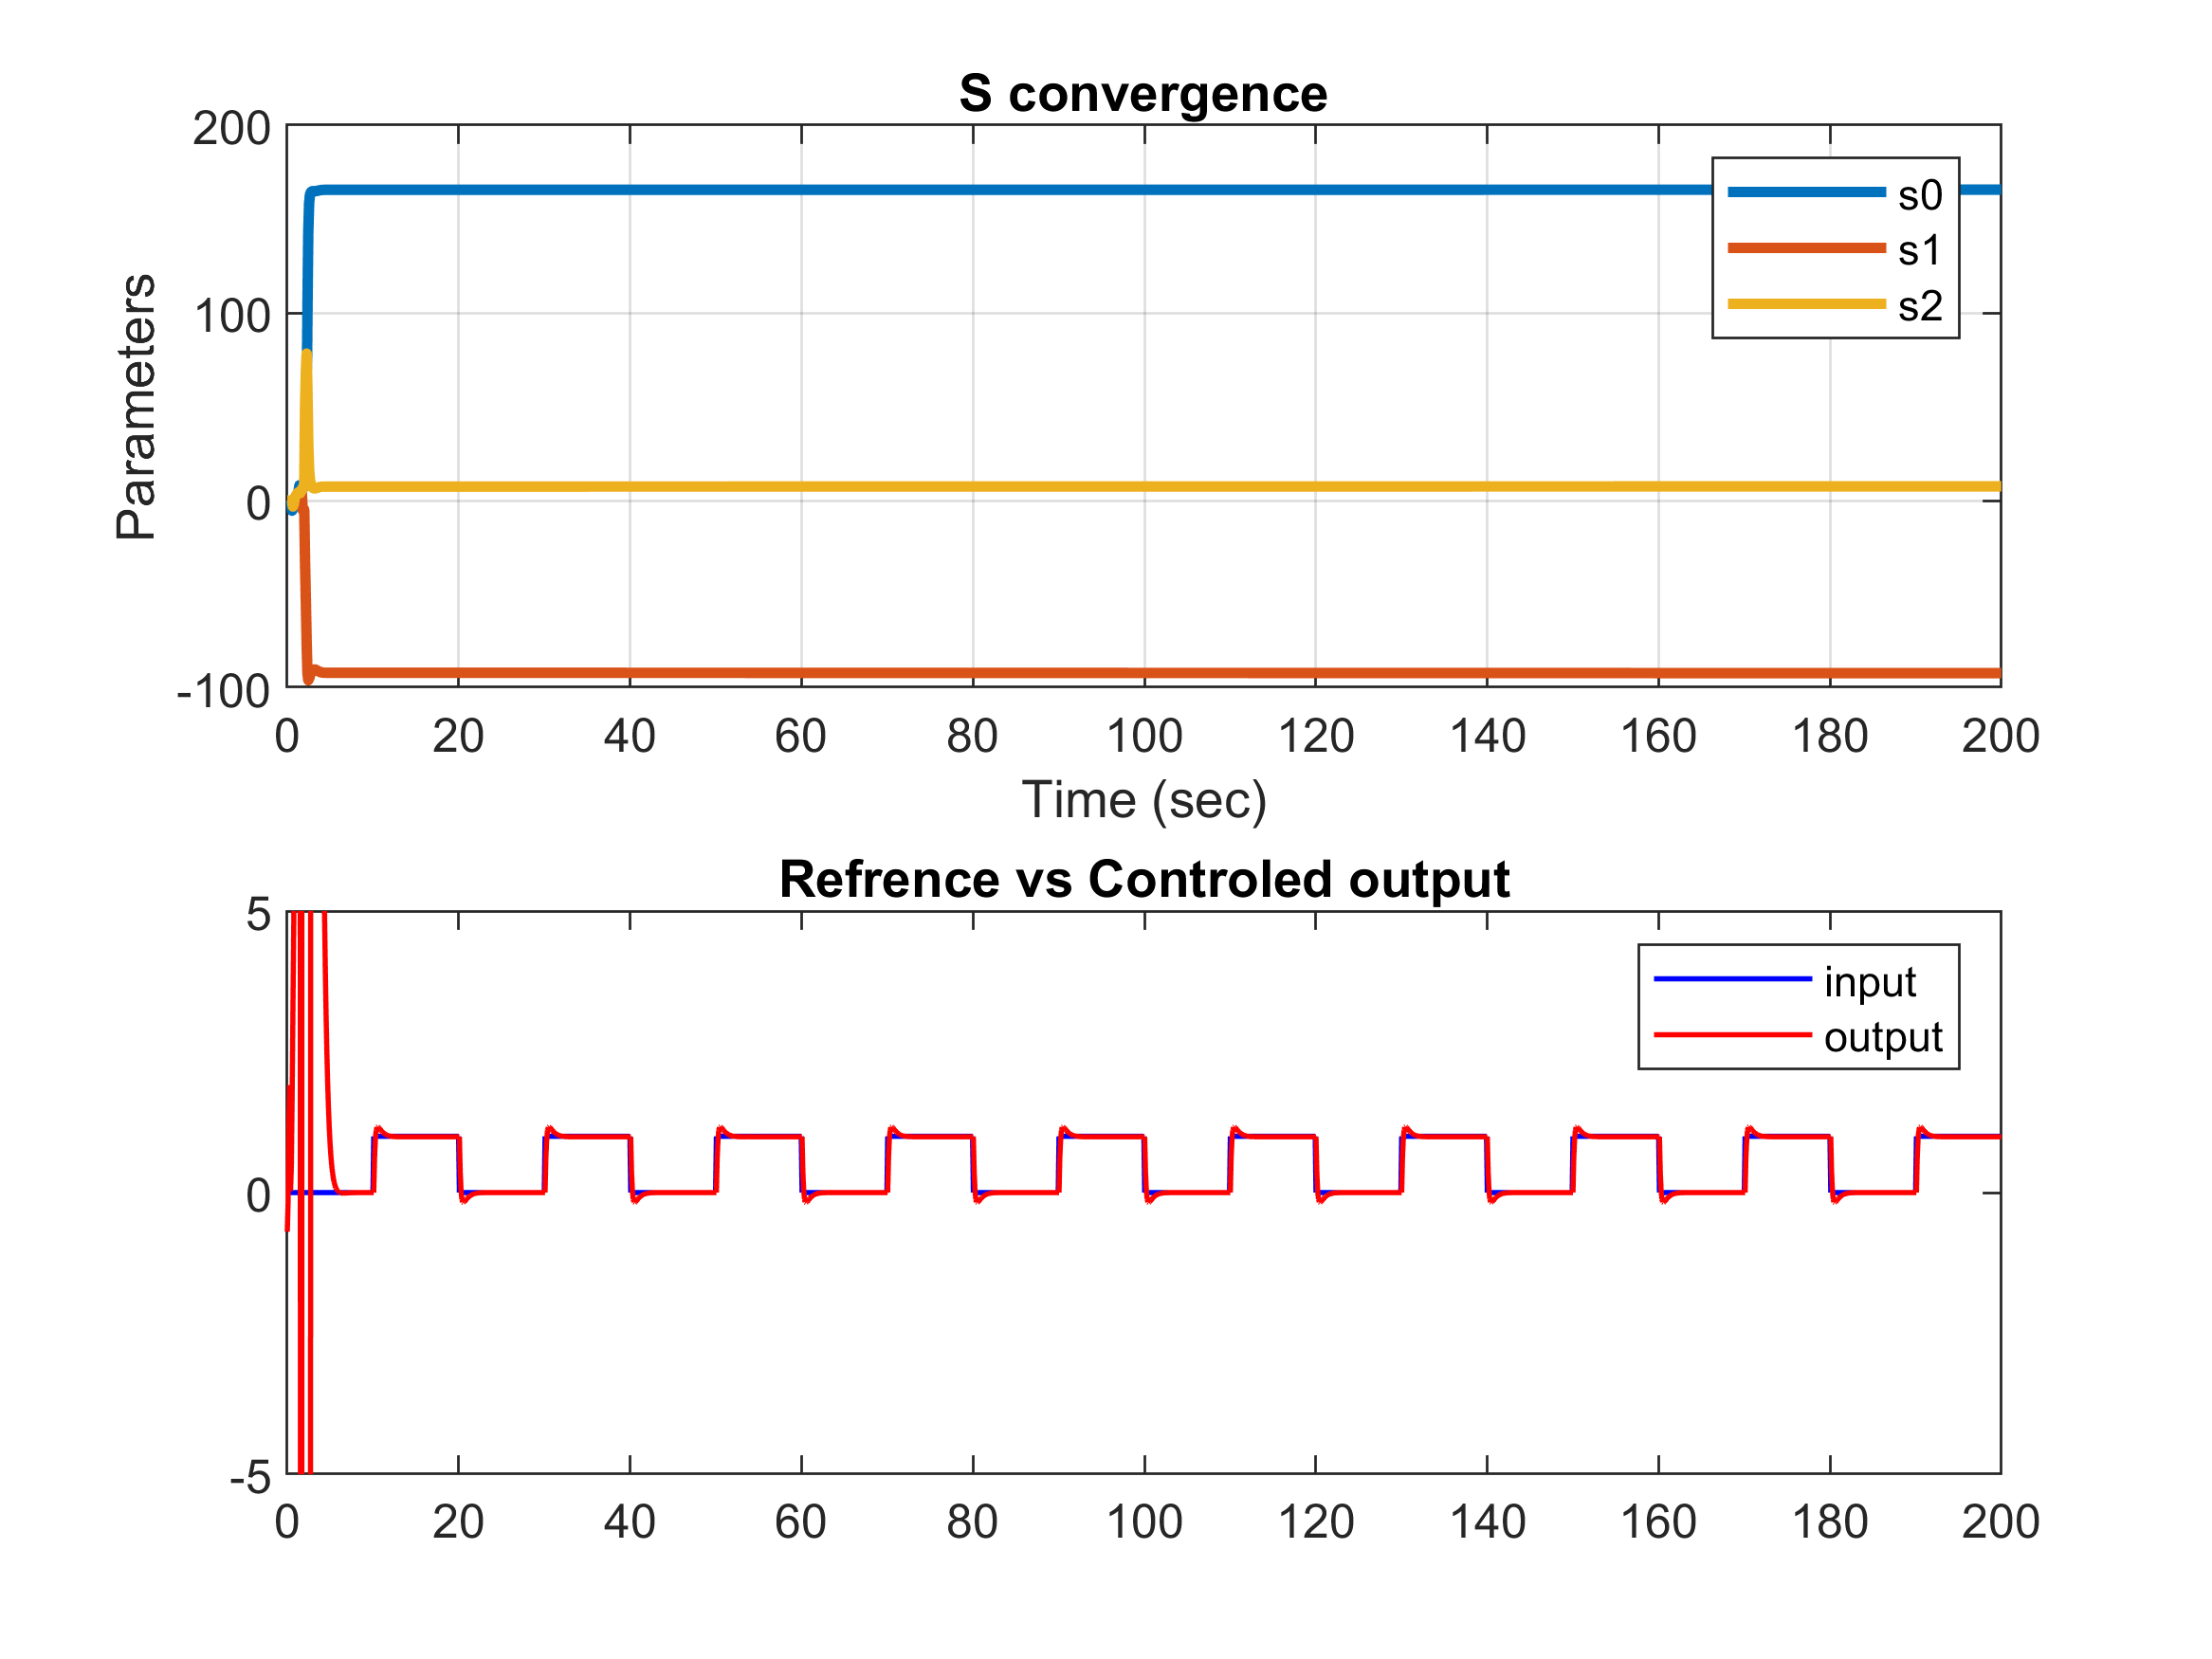 S convergence
200
100
0
-100
Parameters
s0
s1
s2
0 20 40 60 80 100 120 140 160 180 200
Time (sec)
Refrence vs Controled output
5
0
-5
input
output
0 20 40 60 80 100 120 140 160 180 200